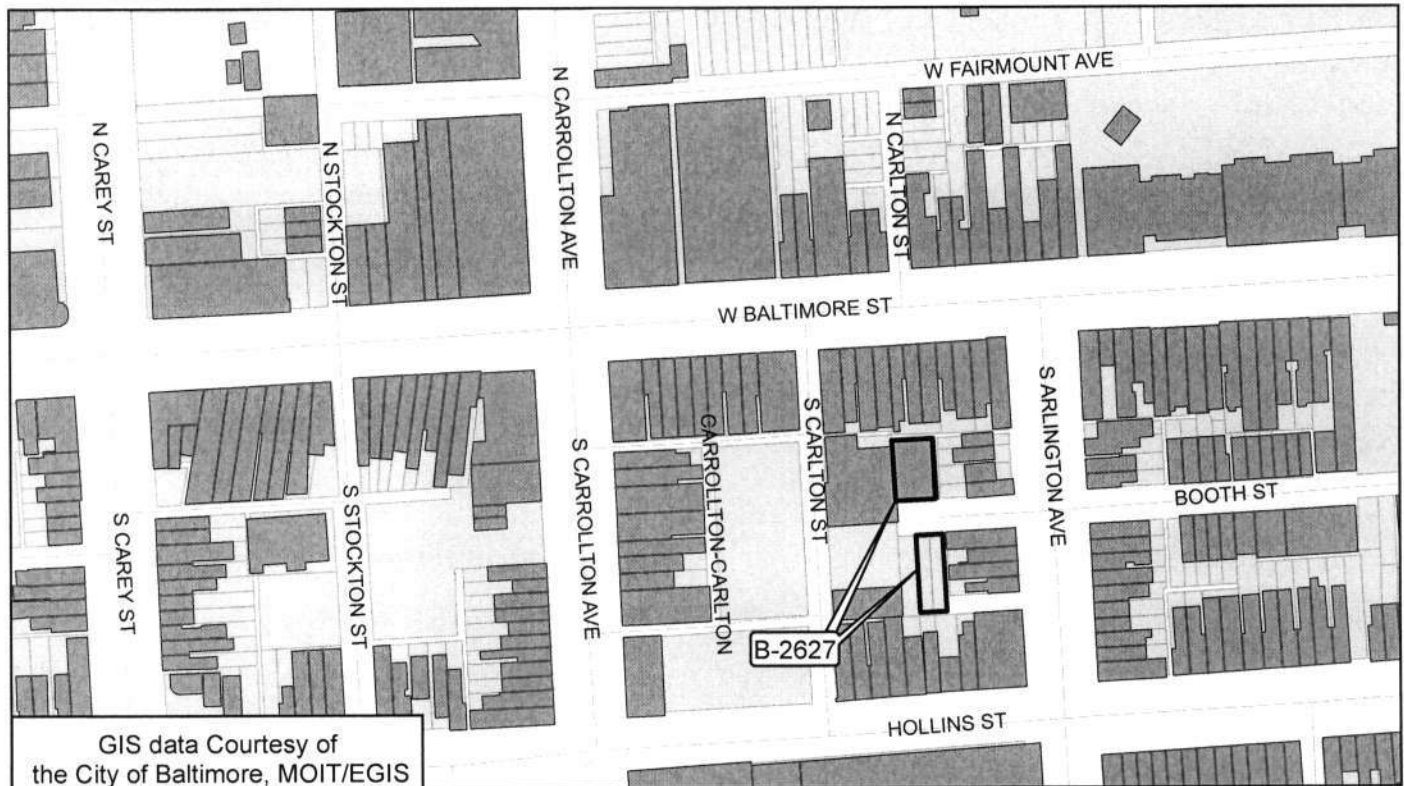 W FAIRMOUNT AVE
N CAREY ST
N STOCKTON ST
N CARROLLTON AVE
N CARLTON ST
W BALTIMORE ST
S CAREY ST
S STOCKTON ST
S CARROLLTON AVE
CARROLLTON-CARLTON
S CARLTON ST
S ARLINGTON AVE
BOOTH ST
B-2627
HOLLINS ST
GIS data Courtesy of
the City of Baltimore, MOIT/EGIS